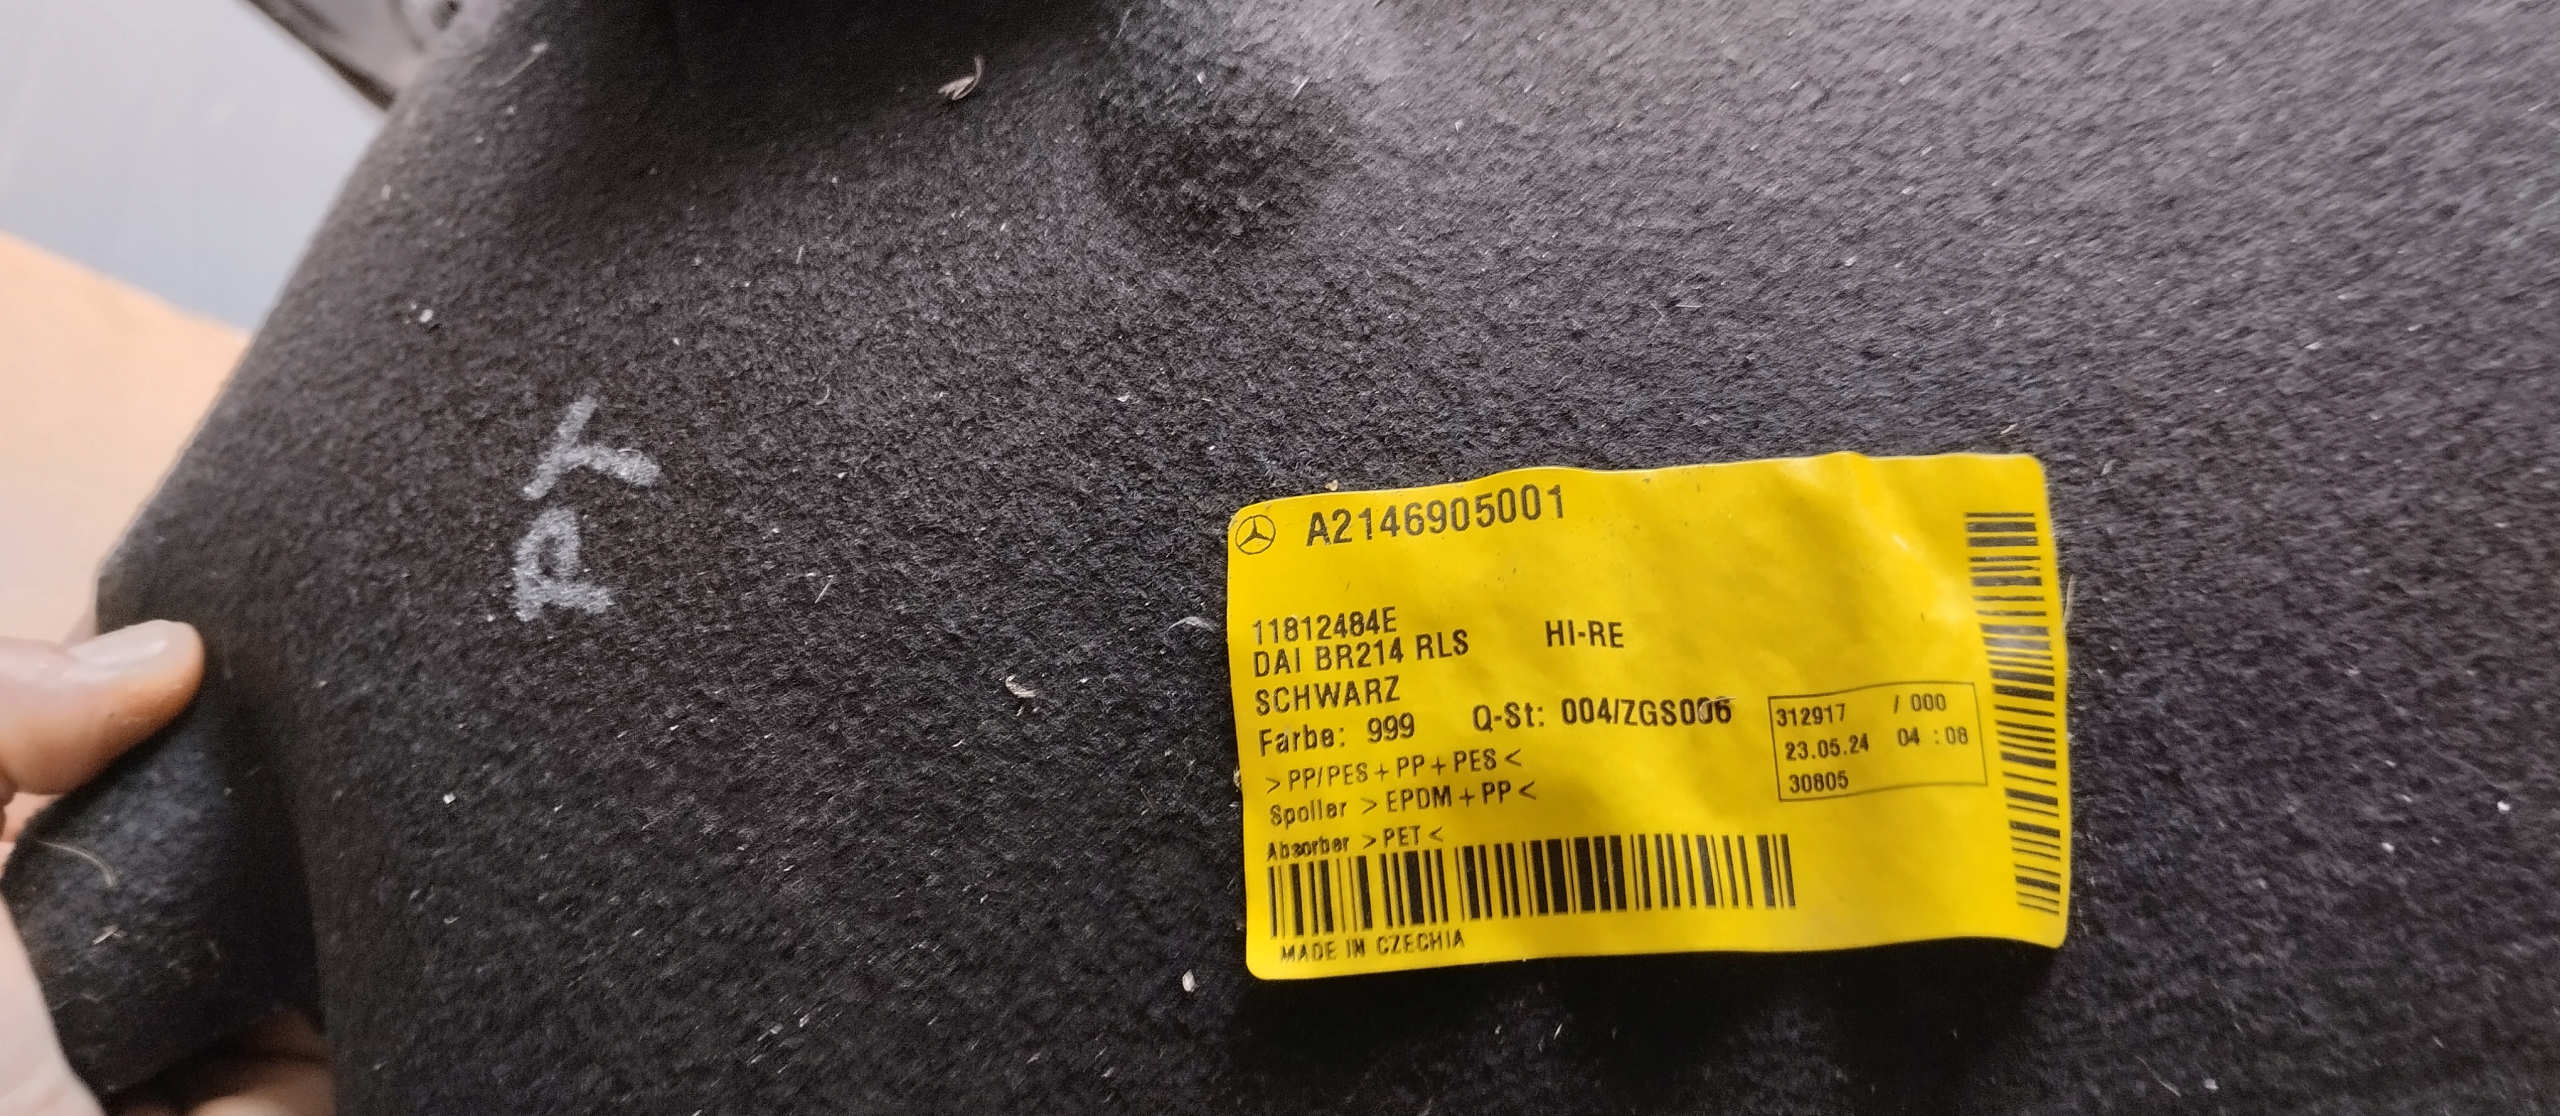 A2146905001
11812484E
DAI BR214 RLS HI-RE
SCHWARZ
Farbe: 999 Q-St: 004/ZGS006
>PP/PES+PP+PES<
Spoiler >EPDM+PP<
Absorber >PET<
312917 / 000
23.05.24 04:08
30805
MADE IN CZECHIA